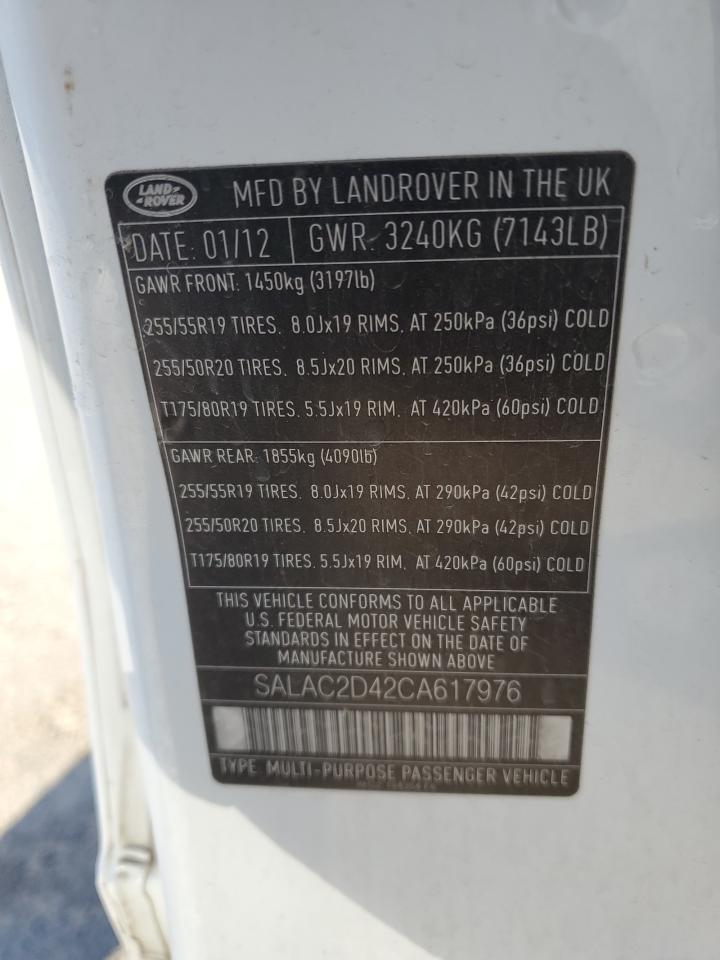 LAND ROVER
MFD BY LANDROVER IN THE UK
DATE: 01/12
GWR: 3240KG (7143LB)
GAWR FRONT: 1450kg (3197lb)
255/55R19 TIRES, 8.0Jx19 RIMS, AT 250kPa (36psi) COLD
255/50R20 TIRES, 8.5Jx20 RIMS, AT 250kPa (36psi) COLD
T175/80R19 TIRES, 5.5Jx19 RIM, AT 420kPa (60psi) COLD
GAWR REAR: 1855kg (4090lb)
255/55R19 TIRES, 8.0Jx19 RIMS, AT 290kPa (42psi) COLD
255/50R20 TIRES, 8.5Jx20 RIMS, AT 290kPa (42psi) COLD
T175/80R19 TIRES, 5.5Jx19 RIM, AT 420kPa (60psi) COLD
THIS VEHICLE CONFORMS TO ALL APPLICABLE
U.S. FEDERAL MOTOR VEHICLE SAFETY
STANDARDS IN EFFECT ON THE DATE OF
MANUFACTURE SHOWN ABOVE
SALAC2D42CA617976
TYPE: MULTI-PURPOSE PASSENGER VEHICLE